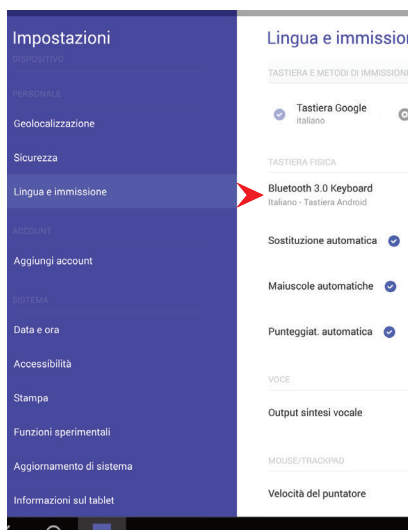 Impostazioni
DISPOSITIVO
PERSONALE
Geolocalizzazione
Sicurezza
Lingua e immissione
ACCOUNT
Aggiungi account
SISTEMA
Data e ora
Accessibilità
Stampa
Funzioni sperimentali
Aggiornamento di sistema
Informazioni sul tablet
Lingua e immission
TASTIERA E METODI DI IMMISSIONE
Tastiera Google
italiano
TASTIERA FISICA
Bluetooth 3.0 Keyboard
Italiano - Tastiera Android
Sostituzione automatica
Maiuscole automatiche
Punteggiat. automatica
VOCE
Output sintesi vocale
MOUSE/TRACKPAD
Velocità del puntatore